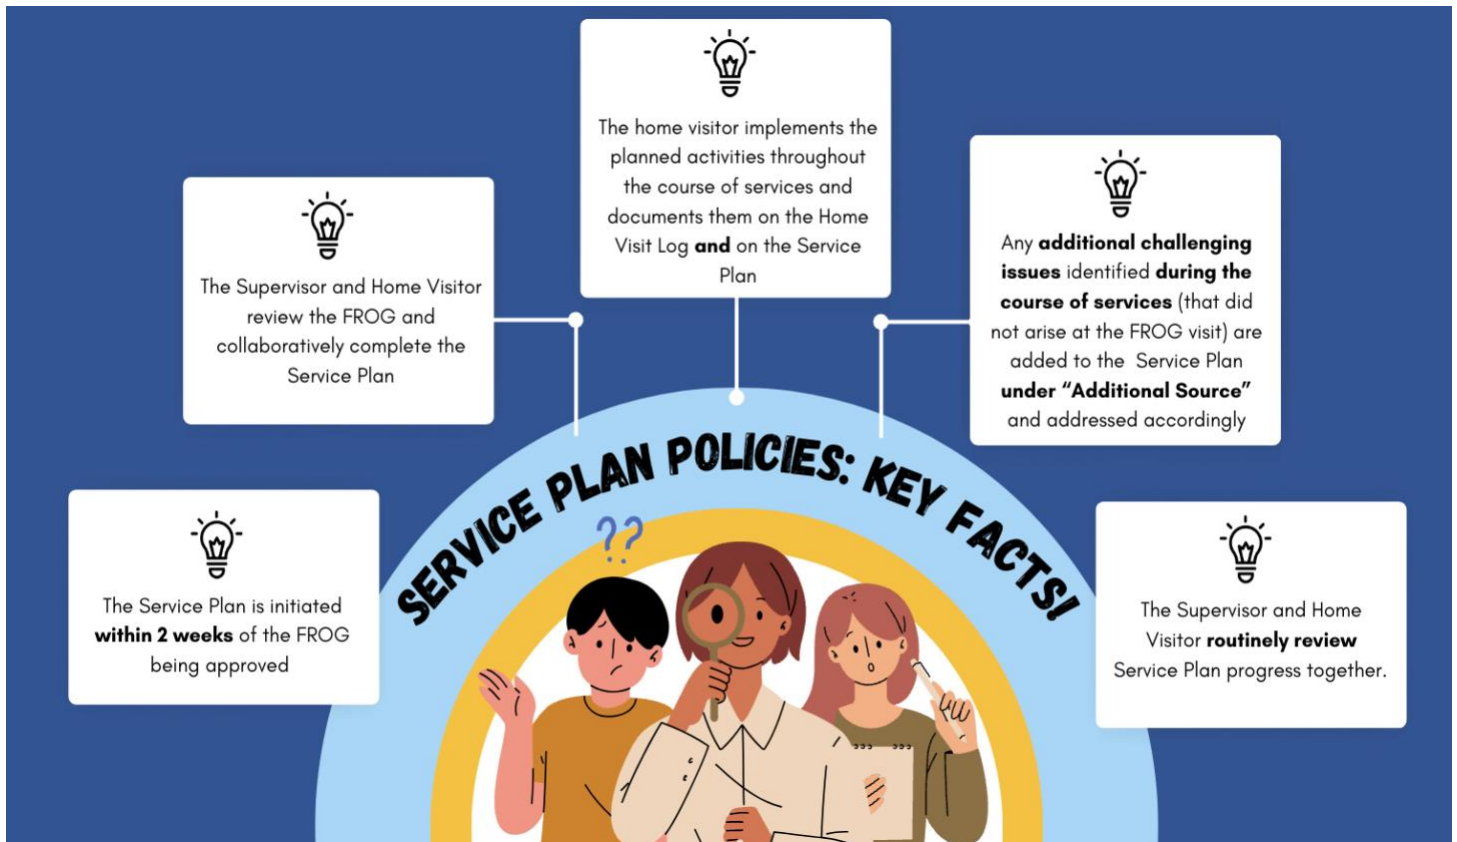 The home visitor implements the
planned activities throughout
the course of services and
documents them on the Home
Visit Log and on the Service
Plan
The Supervisor and Home Visitor
review the FROG and
collaboratively complete the
Service Plan
Any additional challenging
issues identified during the
course of services (that did
not arise at the FROG visit) are
added to the Service Plan
under “Additional Source”
and addressed accordingly
SERVICE PLAN POLICIES: KEY FACTS!
??
The Service Plan is initiated
within 2 weeks of the FROG
being approved
The Supervisor and Home
Visitor routinely review
Service Plan progress together.